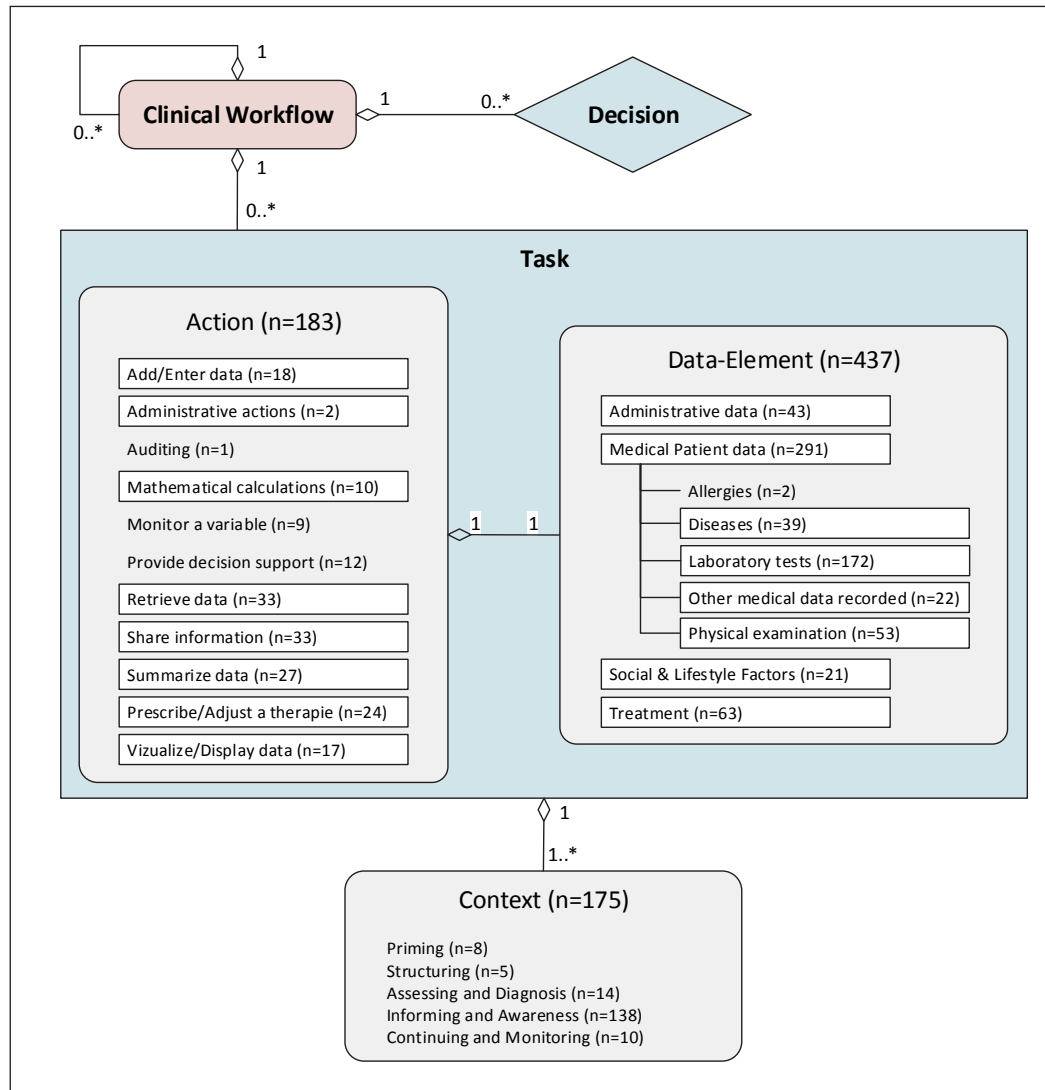 1
Clinical Workflow
0..*
1
0..*
Decision
1
0..*
Task
Action (n=183)
Add/Enter data (n=18)
Administrative actions (n=2)
Auditing (n=1)
Mathematical calculations (n=10)
Monitor a variable (n=9)
Provide decision support (n=12)
Retrieve data (n=33)
Share information (n=33)
Summarize data (n=27)
Prescribe/Adjust a therapie (n=24)
Vizualize/Display data (n=17)
1
1
Data-Element (n=437)
Administrative data (n=43)
Medical Patient data (n=291)
Allergies (n=2)
Diseases (n=39)
Laboratory tests (n=172)
Other medical data recorded (n=22)
Physical examination (n=53)
Social & Lifestyle Factors (n=21)
Treatment (n=63)
1
1..*
Context (n=175)
Priming (n=8)
Structuring (n=5)
Assessing and Diagnosis (n=14)
Informing and Awareness (n=138)
Continuing and Monitoring (n=10)